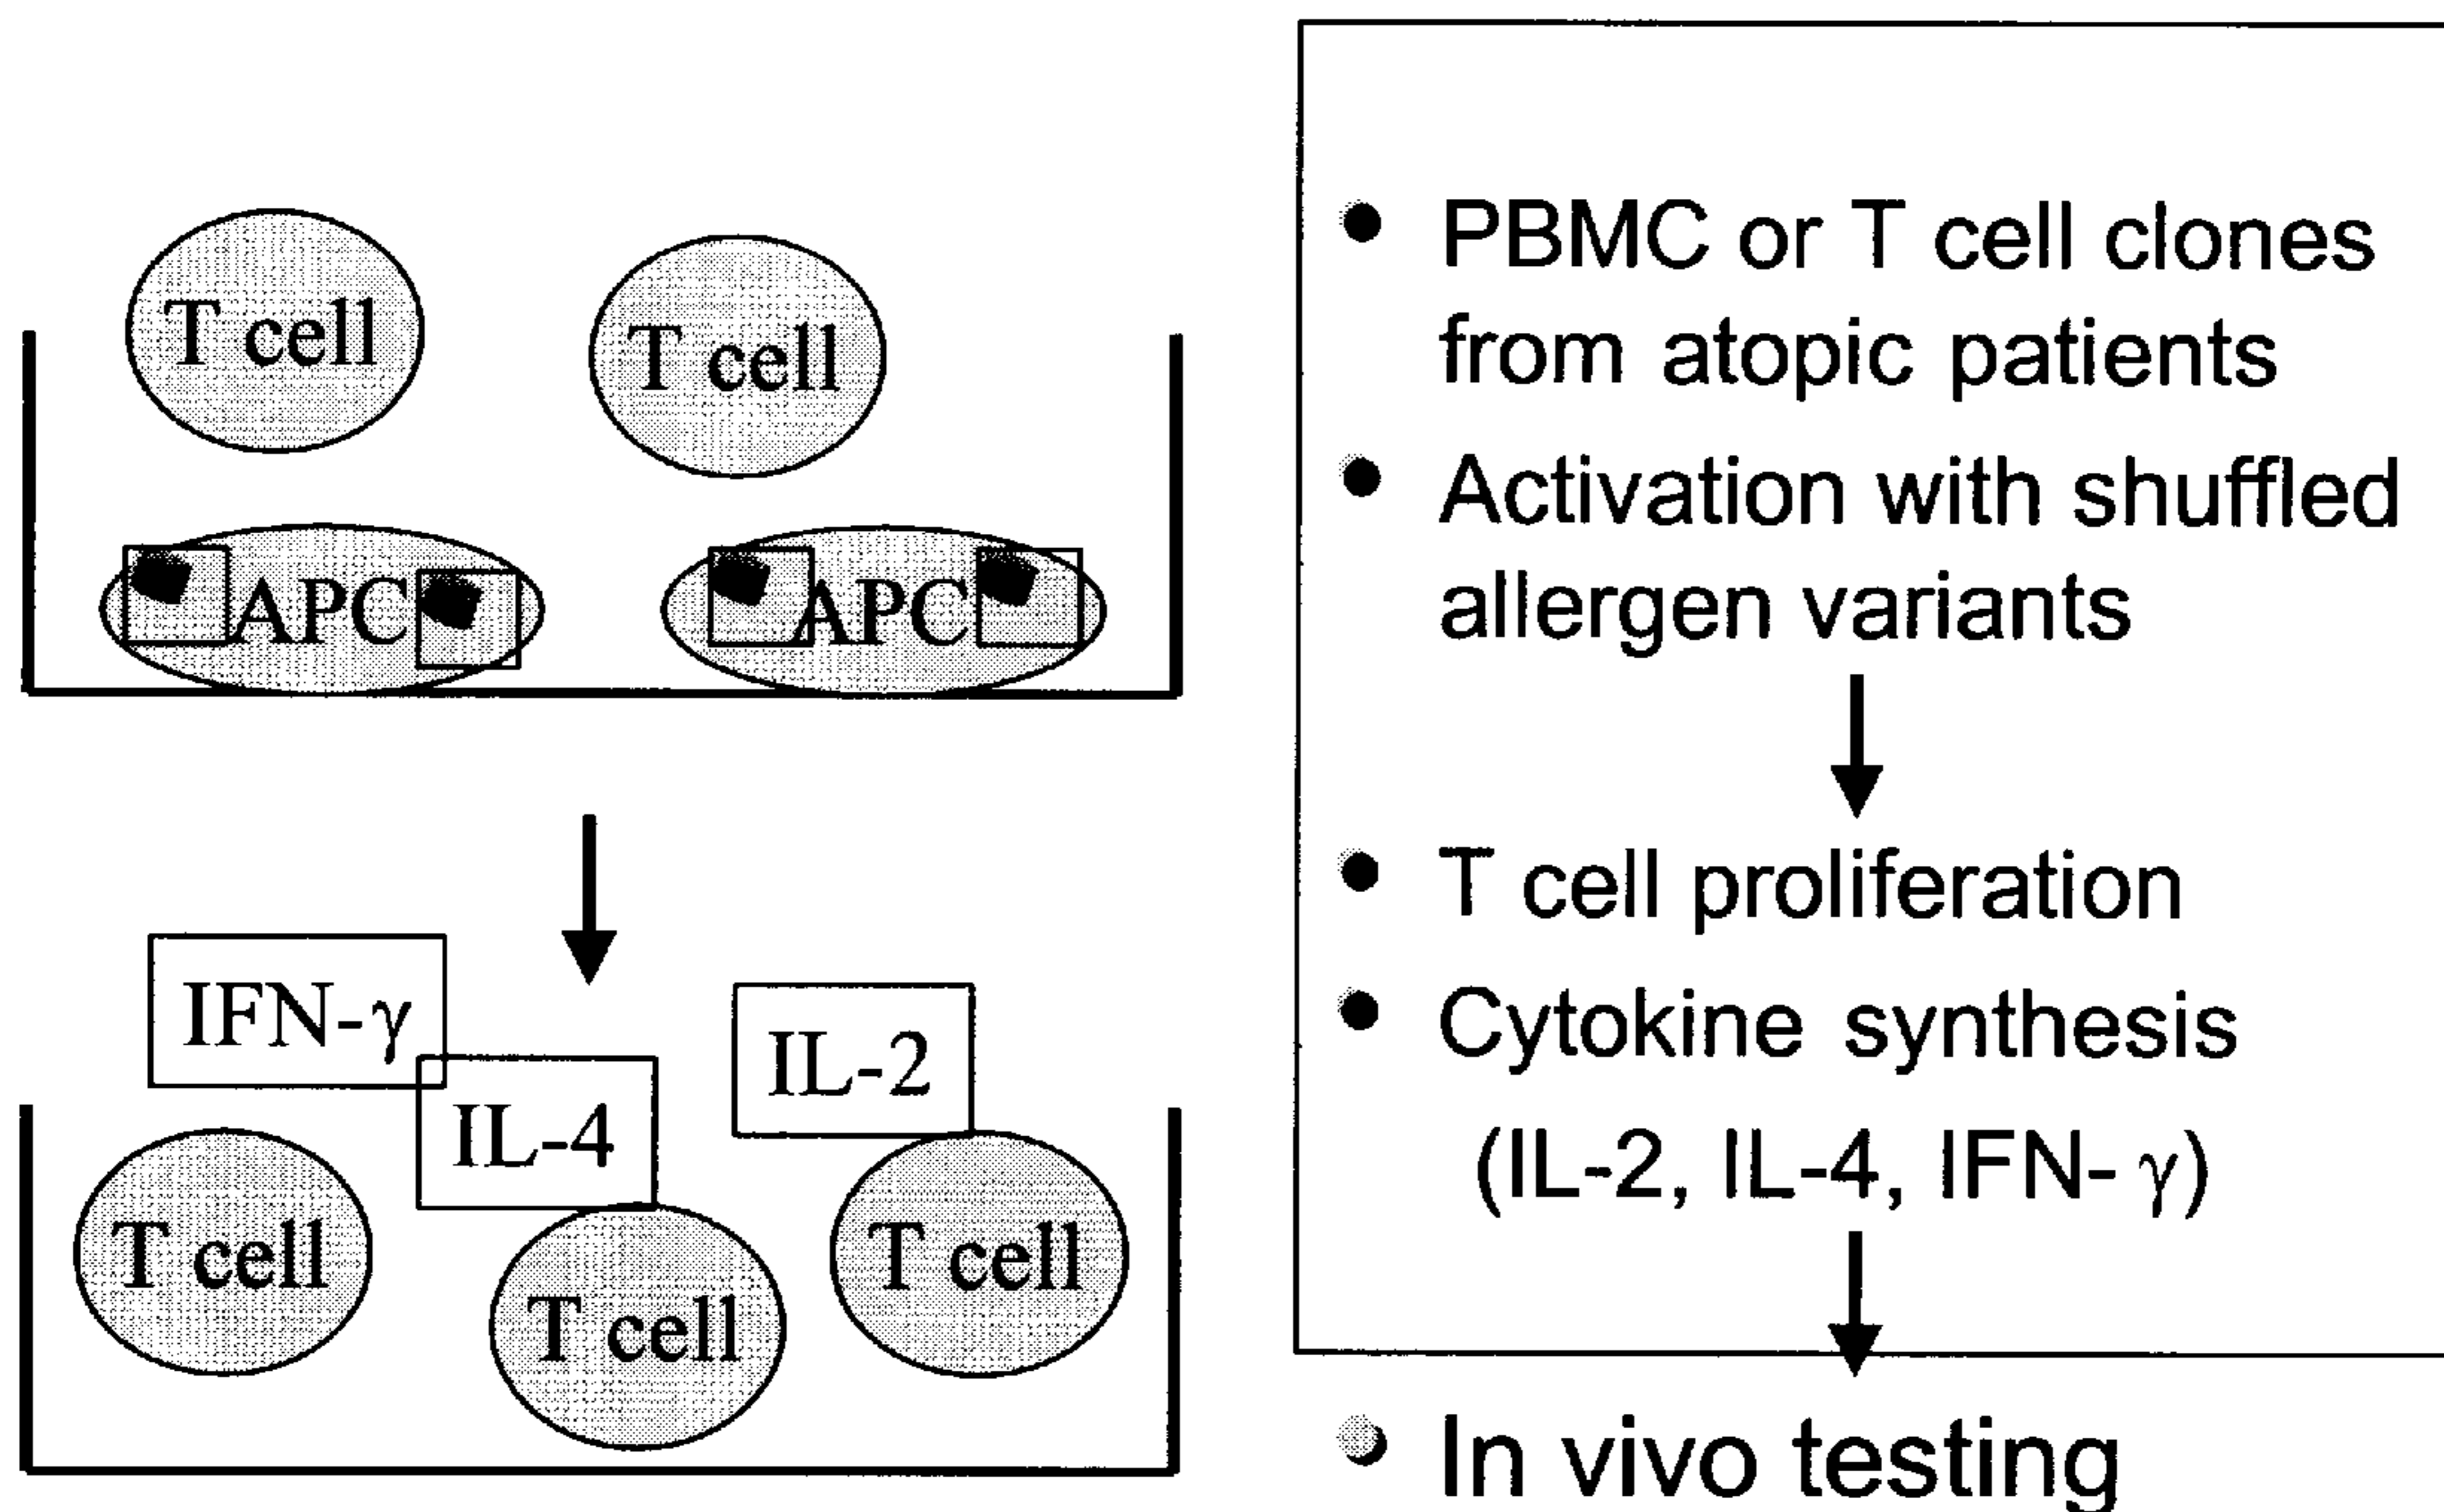 T cell
T cell
APC
APC
IFN-γ
IL-4
IL-2
T cell
T cell
T cell
PBMC or T cell clones
from atopic patients
Activation with shuffled
allergen variants
T cell proliferation
Cytokine synthesis
(IL-2, IL-4, IFN- γ)
In vivo testing